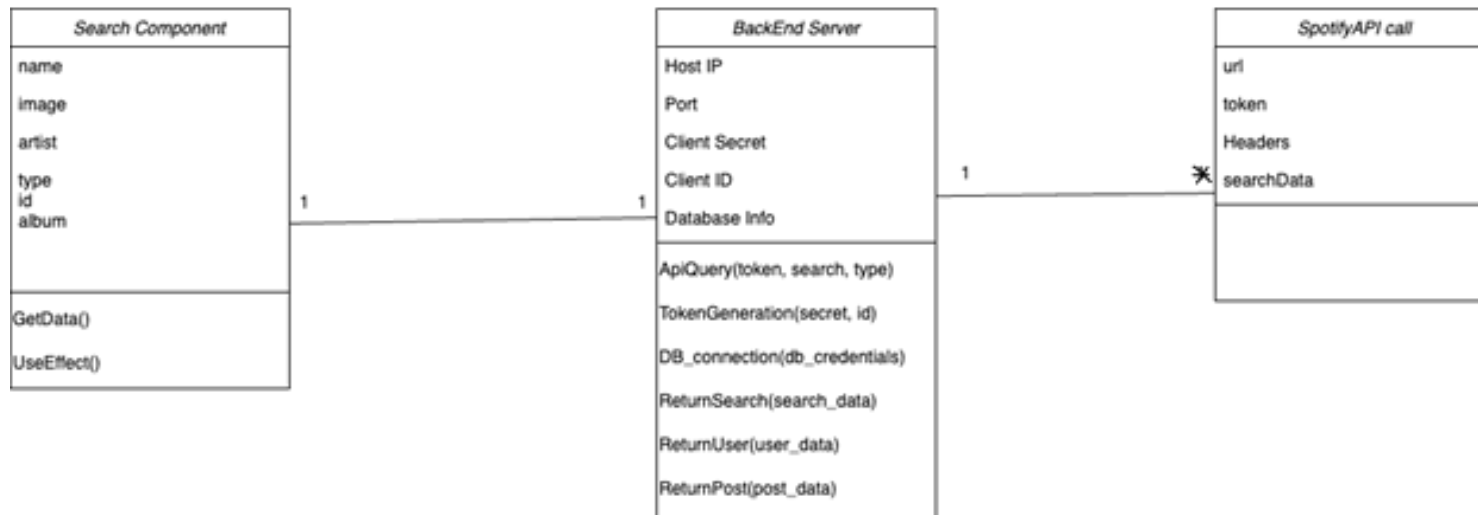 Search Component
name
image
artist
type
id
album
GetData()
UseEffect()
1
1
BackEnd Server
Host IP
Port
Client Secret
Client ID
Database Info
ApiQuery(token, search, type)
TokenGeneration(secret, id)
DB_connection(db_credentials)
ReturnSearch(search_data)
ReturnUser(user_data)
ReturnPost(post_data)
1
*
SpotifyAPI call
url
token
Headers
searchData